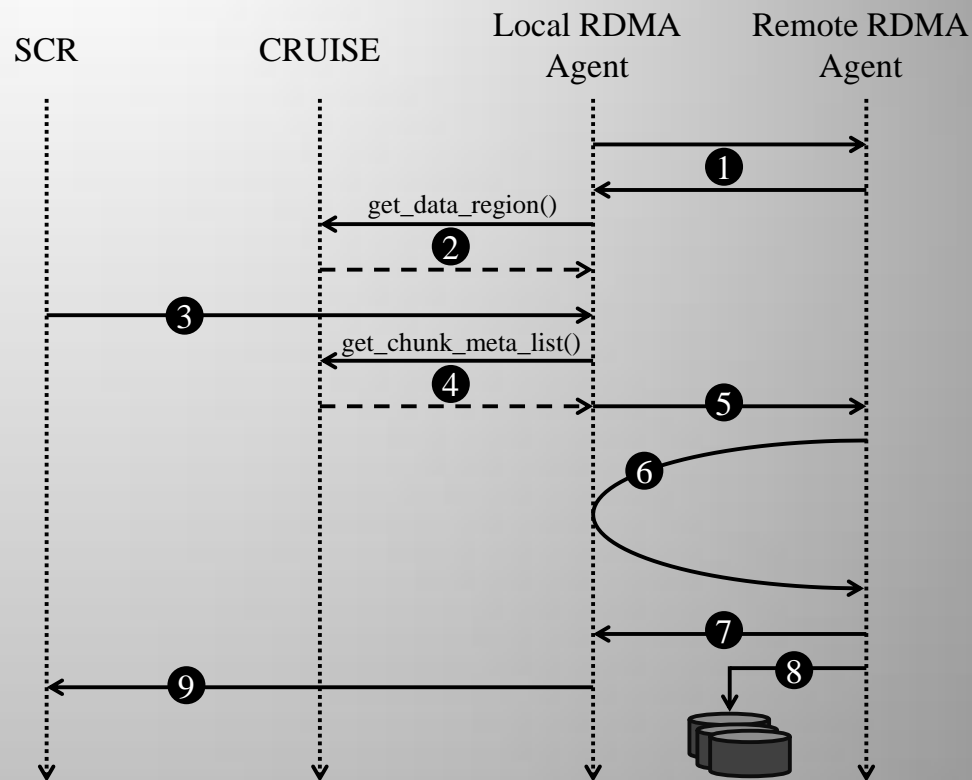 SCR
CRUISE
Local RDMA
Agent
Remote RDMA
Agent
1
get_data_region()
2
3
get_chunk_meta_list()
4
5
6
7
8
9